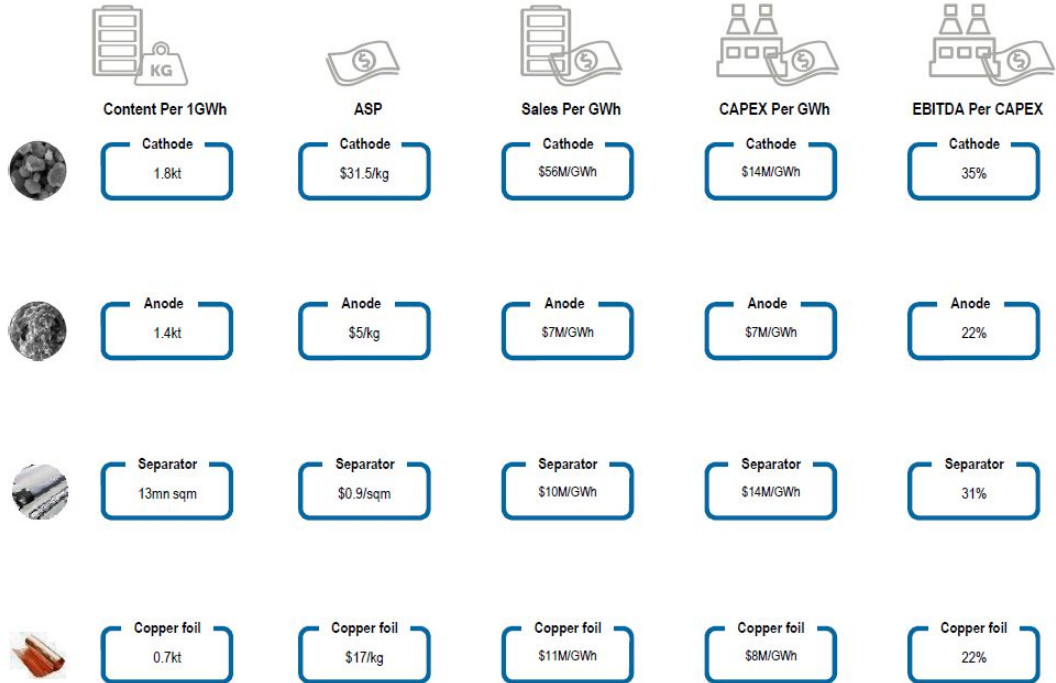 KG
Content Per 1GWh
ASP
Sales Per GWh
CAPEX Per GWh
EBITDA Per CAPEX
Cathode
1.8kt
Cathode
$31.5/kg
Cathode
$56M/GWh
Cathode
$14M/GWh
Cathode
35%
Anode
1.4kt
Anode
$5/kg
Anode
$7M/GWh
Anode
$7M/GWh
Anode
22%
Separator
13mn sqm
Separator
$0.9/sqm
Separator
$10M/GWh
Separator
$14M/GWh
Separator
31%
Copper foil
0.7kt
Copper foil
$17/kg
Copper foil
$11M/GWh
Copper foil
$8M/GWh
Copper foil
22%